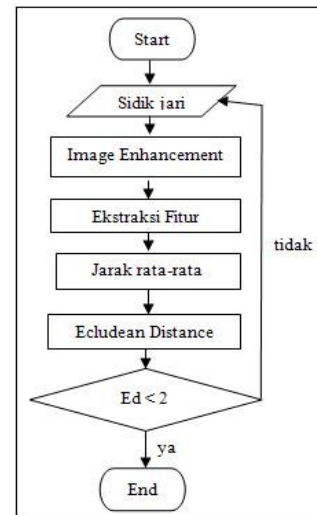 Start
Sidik jari
Image Enhancement
Ekstraksi Fitur
Jarak rata-rata
tidak
Ecludean Distance
Ed < 2
ya
End